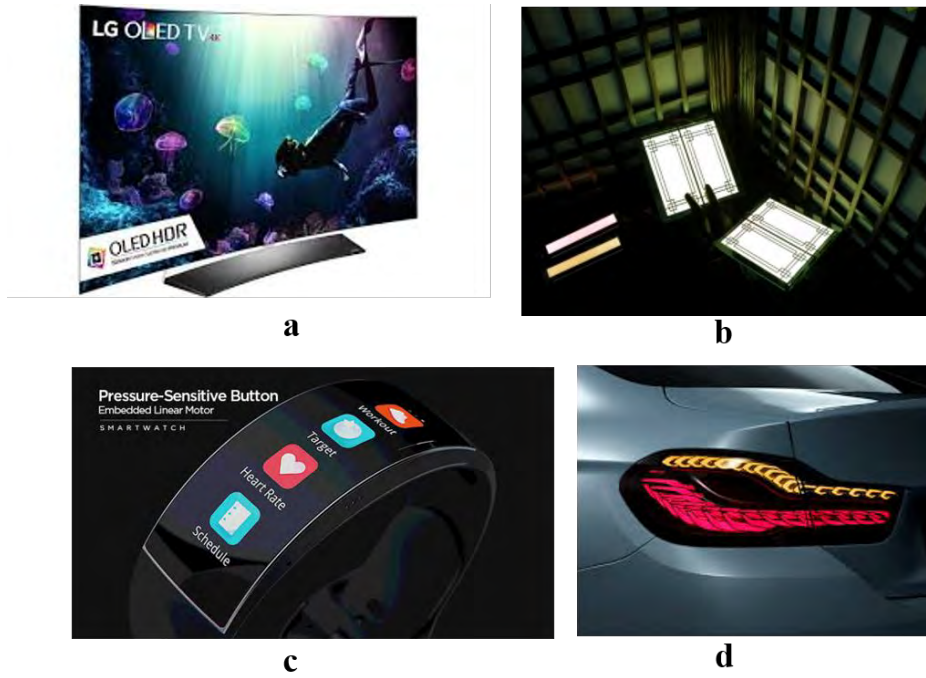 LG OLED TV 4K
OLED HDR
a
b
Pressure-Sensitive Button
Embedded Linear Motor
SMARTWATCH
Workout
Target
Heart Rate
Schedule
c
d